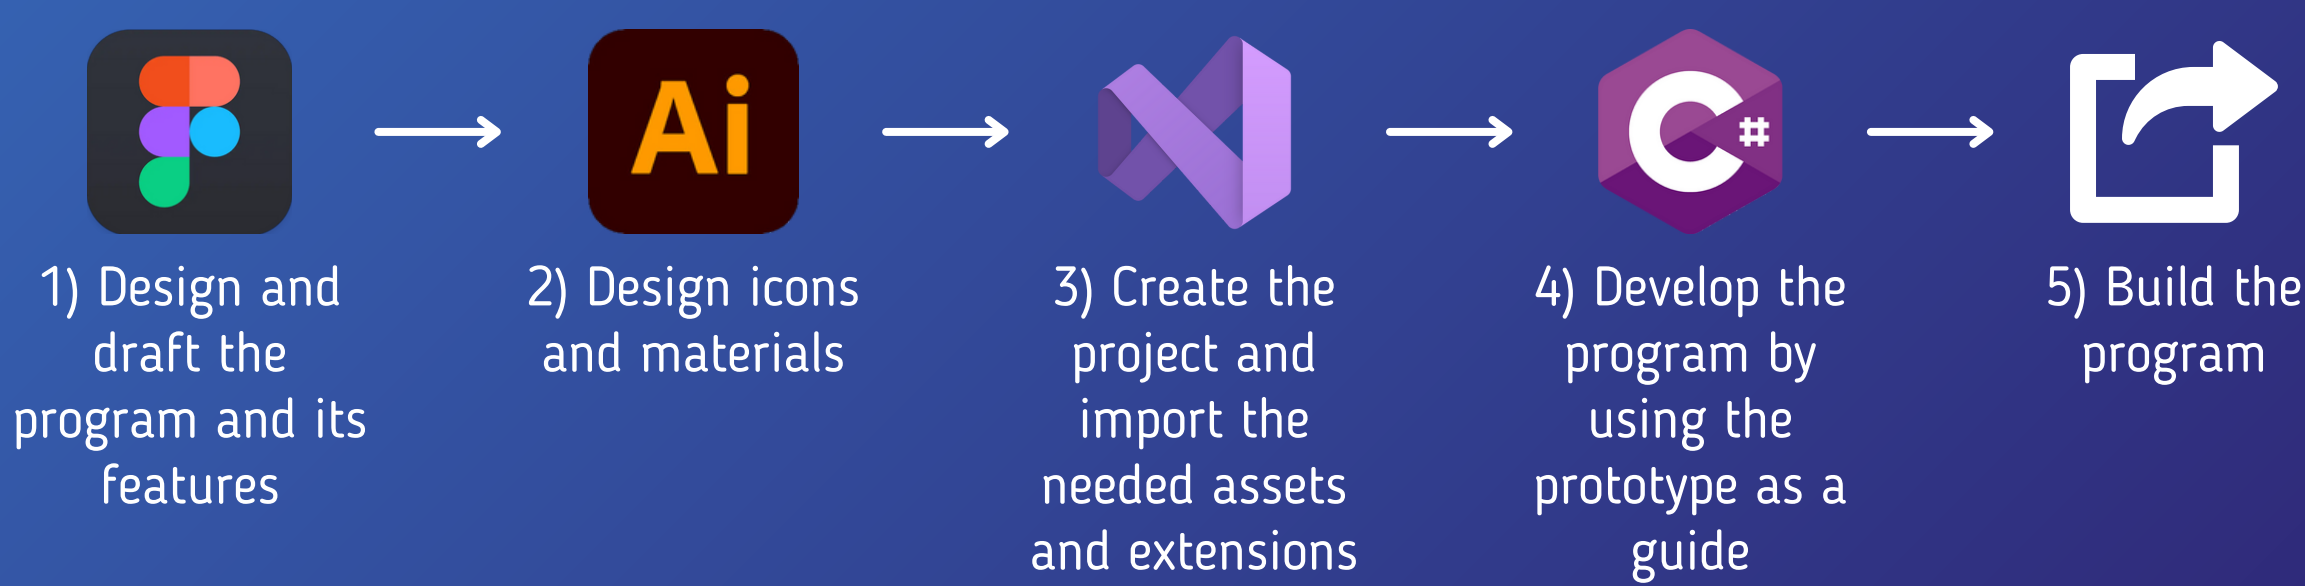 Ai
C#
1) Design and
draft the
program and its
features
2) Design icons
and materials
3) Create the
project and
import the
needed assets
and extensions
4) Develop the
program by
using the
prototype as a
guide
5) Build the
program